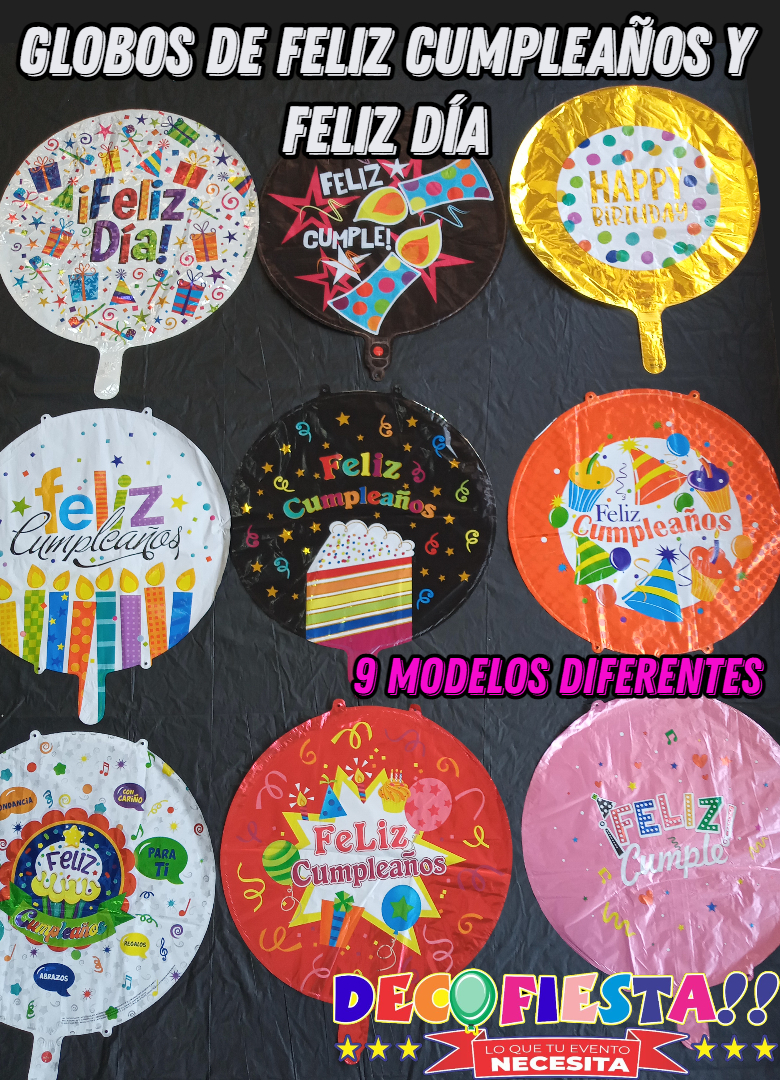 GLOBOS DE FELIZ CUMPLEAÑOS Y
FELIZ DÍA
¡Feliz
Día!
FELIZ
CUMPLE!
HAPPY
BIRTHDAY
feliz
Cumpleaños
Feliz
Cumpleaños
Feliz
Cumpleaños
9 MODELOS DIFERENTES
CON
CARIÑO
FELIZ
Cumpleaños
PARA
TI
REGALOS
ABRAZOS
FeLiz
Cumpleaños
FELIZ
Cumple
DECOFIESTA!!
LO QUE TU EVENTO
NECESITA